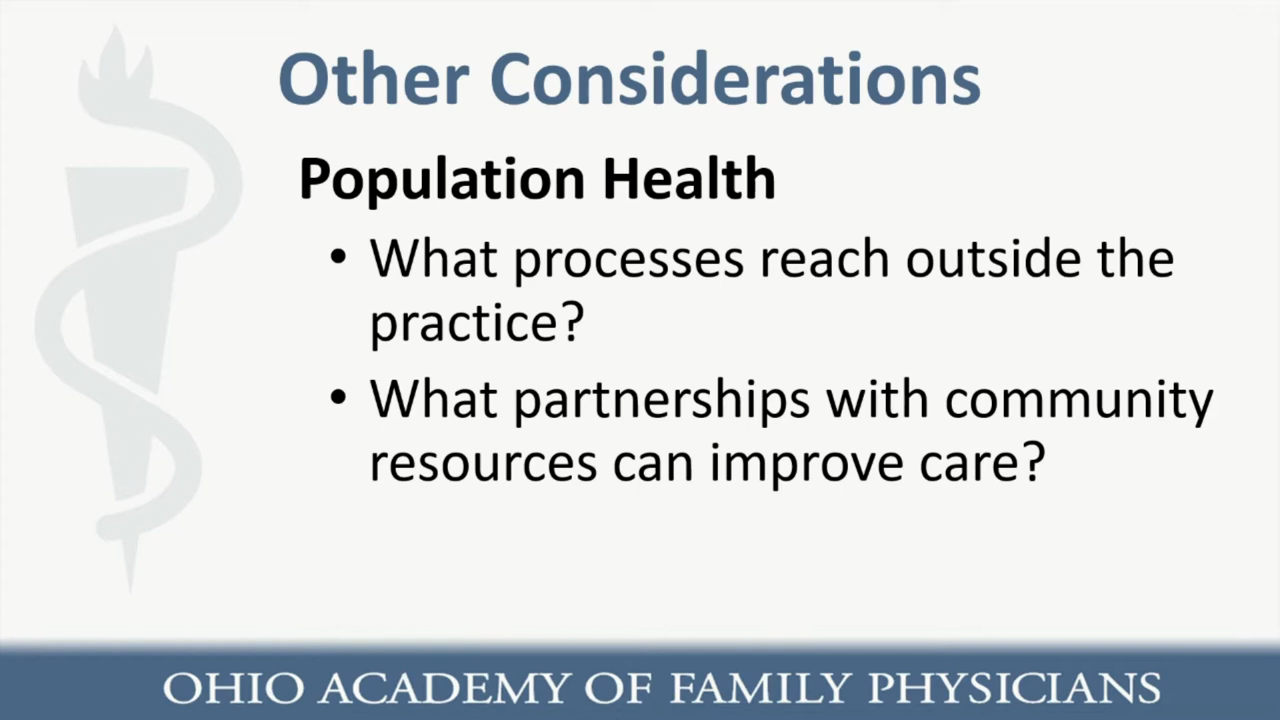 Other Considerations
Population Health
• What processes reach outside the
practice?
• What partnerships with community
resources can improve care?
OHIO ACADEMY OF FAMILY PHYSICIANS